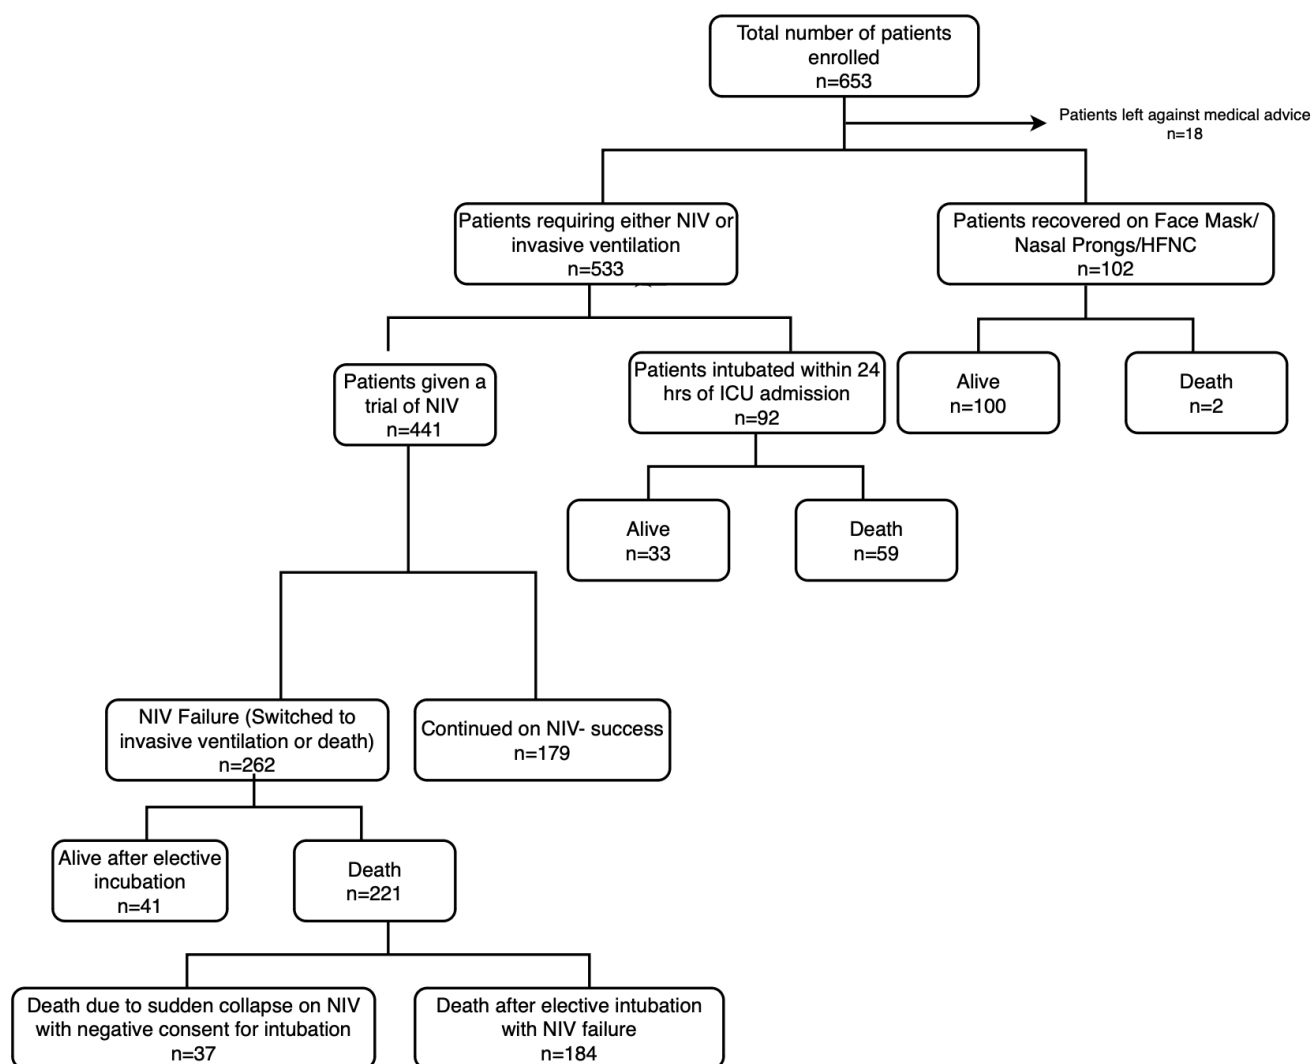 Total number of patients
enrolled
n=653
Patients left against medical advice
n=18
Patients requiring either NIV or
invasive ventilation
n=533
Patients recovered on Face Mask/
Nasal Prongs/HFNC
n=102
Patients given a
trial of NIV
n=441
Patients intubated within 24
hrs of ICU admission
n=92
Alive
n=100
Death
n=2
Alive
n=33
Death
n=59
NIV Failure (Switched to
invasive ventilation or death)
n=262
Continued on NIV- success
n=179
Alive after elective
incubation
n=41
Death
n=221
Death due to sudden collapse on NIV
with negative consent for intubation
n=37
Death after elective intubation
with NIV failure
n=184